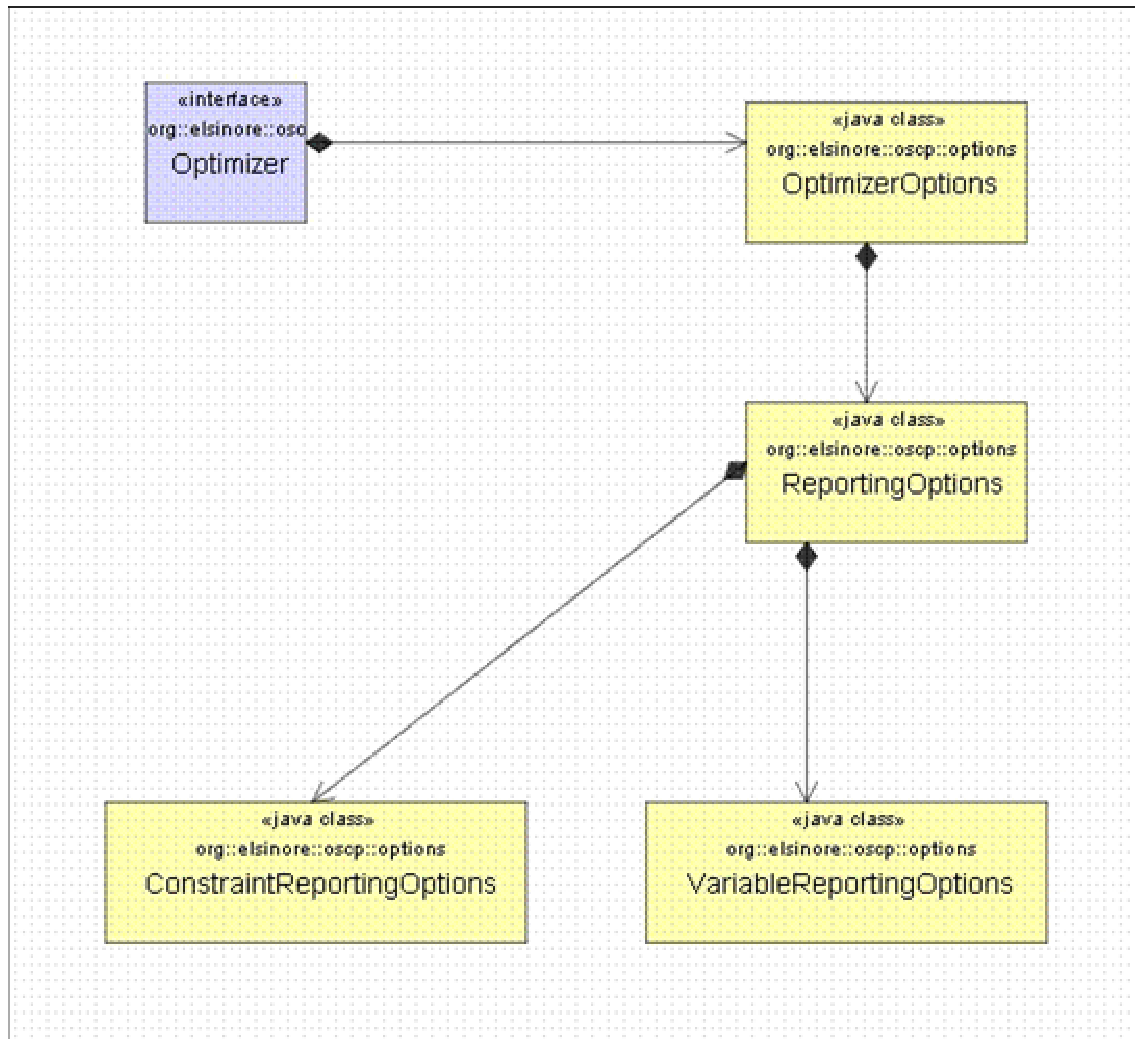 «interface»
org::elsinore::osc
Optimizer
«java class»
org::elsinore::oscp::options
OptimizerOptions
«java class»
org::elsinore::oscp::options
ReportingOptions
«java class»
org::elsinore::oscp::options
ConstraintReportingOptions
«java class»
org::elsinore::oscp::options
VariableReportingOptions